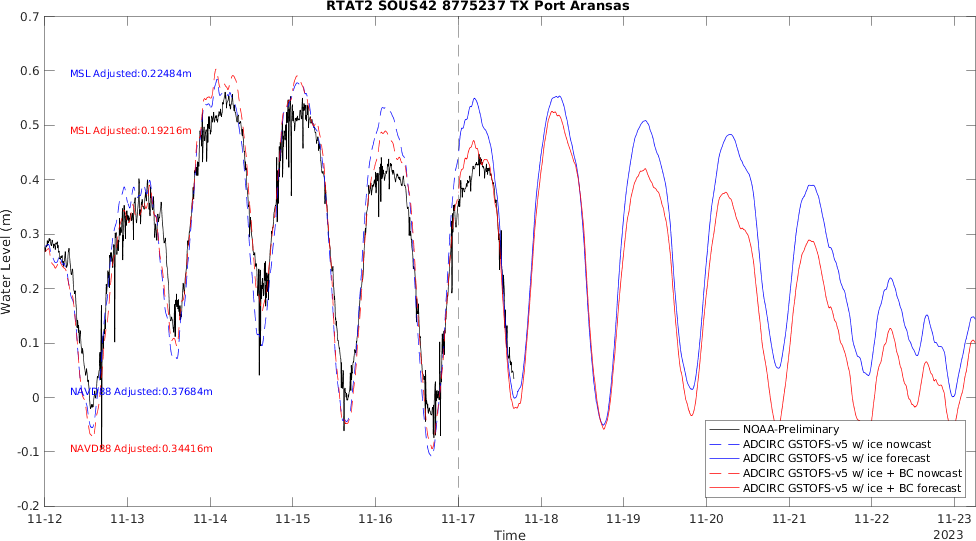 RTAT2 SOUS42 8775237 TX Port Aransas
0.7
0.6
0.5
0.4
0.3
0.2
0.1
0
-0.1
-0.2
Water Level (m)
MSL Adjusted:0.22484m
MSL Adjusted:0.19216m
NAVD88 Adjusted:0.37684m
NAVD88 Adjusted:0.34416m
NOAA-Preliminary
ADCIRC GSTOFS-v5 w/ ice nowcast
ADCIRC GSTOFS-v5 w/ ice forecast
ADCIRC GSTOFS-v5 w/ ice + BC nowcast
ADCIRC GSTOFS-v5 w/ ice + BC forecast
11-12 11-13 11-14 11-15 11-16 11-17 11-18 11-19 11-20 11-21 11-22 11-23
Time
2023